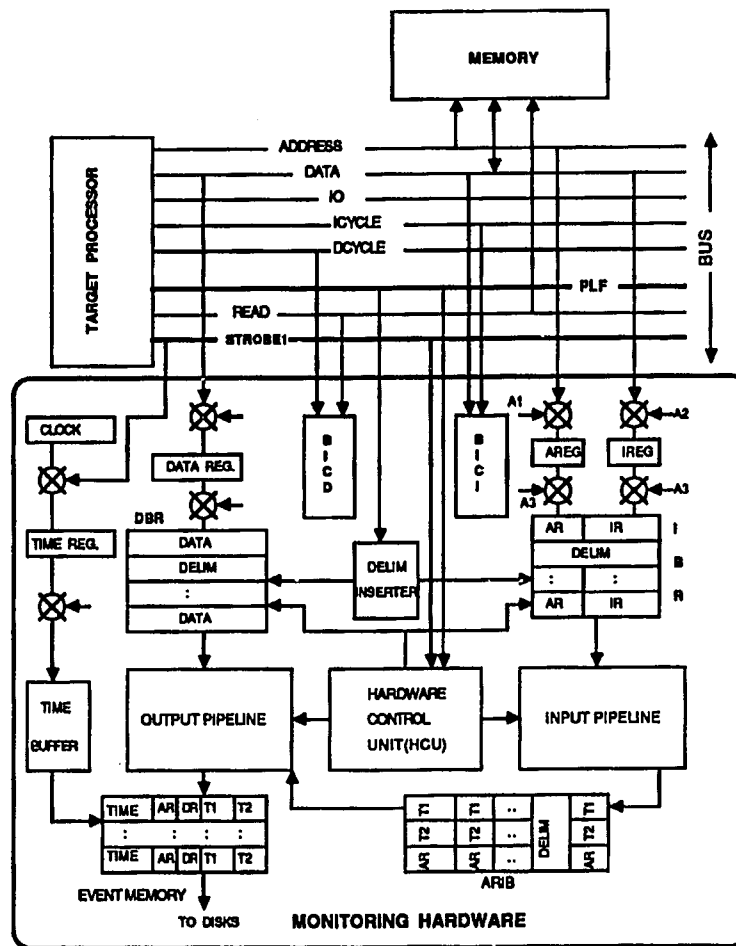 MEMORY
TARGET PROCESSOR
ADDRESS
DATA
IO
ICYCLE
DCYCLE
PLF
READ
STROBE1
BUS
CLOCK
A1
A2
B I C D
B I C I
DATA REG.
AREG
IREG
A3
A3
DBR
TIME REG.
DATA
DELIM
:
DATA
DELIM INSERTER
AR IR
DELIM
: :
AR IR
I B R
TIME BUFFER
OUTPUT PIPELINE
HARDWARE CONTROL UNIT(HCU)
INPUT PIPELINE
TIME AR DR T1 T2
: : : : :
TIME AR DR T1 T2
T1 T1 .. T1
T2 T2 .. DELIM T2
AR AR .. AR
ARIB
EVENT MEMORY
TO DISKS
MONITORING HARDWARE